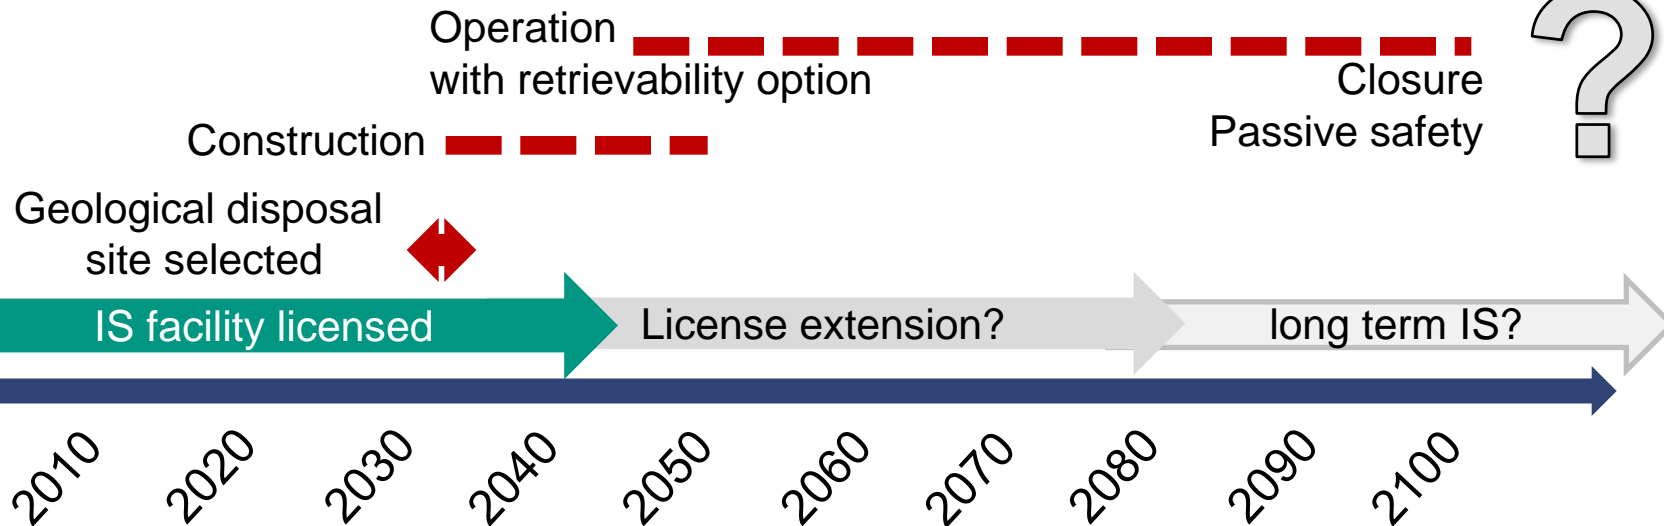 Operation
with retrievability option
Closure
Passive safety
?
Construction
Geological disposal
site selected
IS facility licensed
License extension?
long term IS?
2010
2020
2030
2040
2050
2060
2070
2080
2090
2100